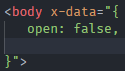 <body x-data="{
open: false,
}">